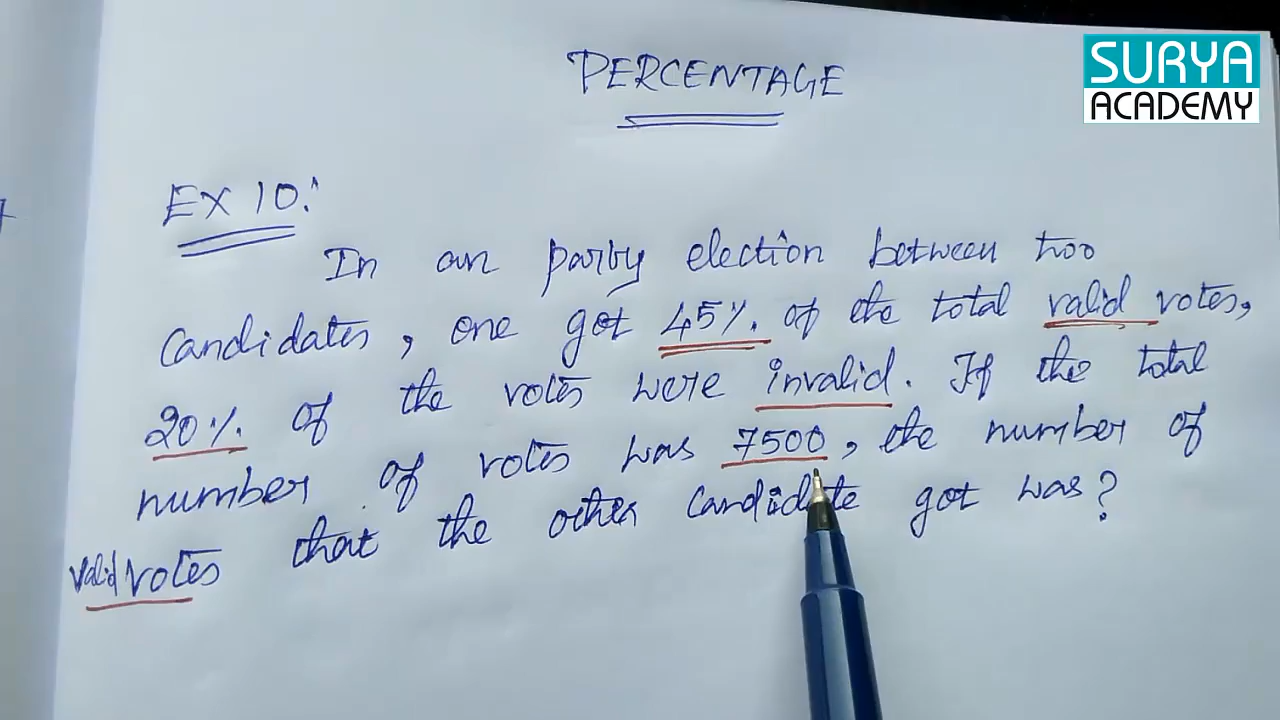 SURYA
ACADEMY
PERCENTAGE
EX 10:
In an party election between two
candidates, one got 45%. of the total valid votes,
20%. of the votes were invalid. If the total
number of votes was 7500, the number of
valid votes that the other candidate got was?